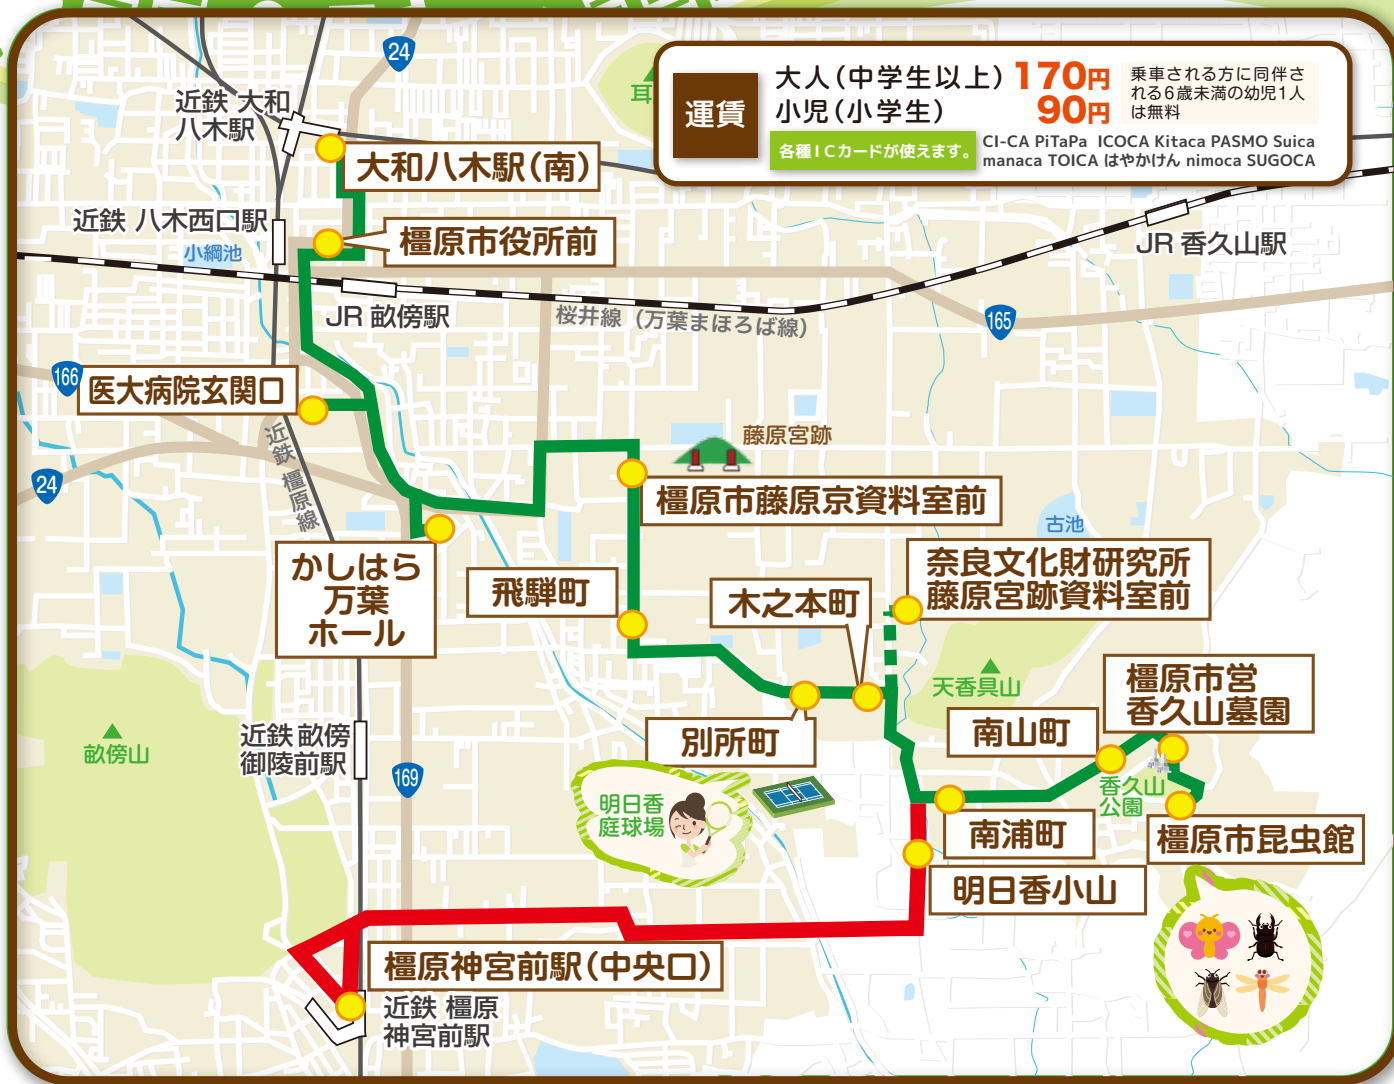 運賃
大人（中学生以上） 170円
小児（小学生） 90円
乗車される方に同伴さ
れる6歳未満の幼児1人
は無料
各種ICカードが使えます。
CI-CA PiTaPa ICOCA Kitaca PASMO Suica
manaca TOICA はやかけん nimoca SUGOCA
24
近鉄 大和
八木駅
大和八木駅（南）
近鉄 八木西口駅
小綱池
橿原市役所前
JR 香久山駅
JR 畝傍駅
桜井線（万葉まほろば線）
165
166
医大病院玄関口
近鉄 橿原線
24
藤原宮跡
橿原市藤原京資料室前
古池
かしはら
万葉
ホール
飛騨町
木之本町
奈良文化財研究所
藤原宮跡資料室前
天香具山
橿原市営
香久山墓園
別所町
南山町
畝傍山
近鉄 畝傍
御陵前駅
169
明日香
庭球場
香久山
公園
南浦町
橿原市昆虫館
明日香小山
橿原神宮前駅（中央口）
近鉄 橿原
神宮前駅